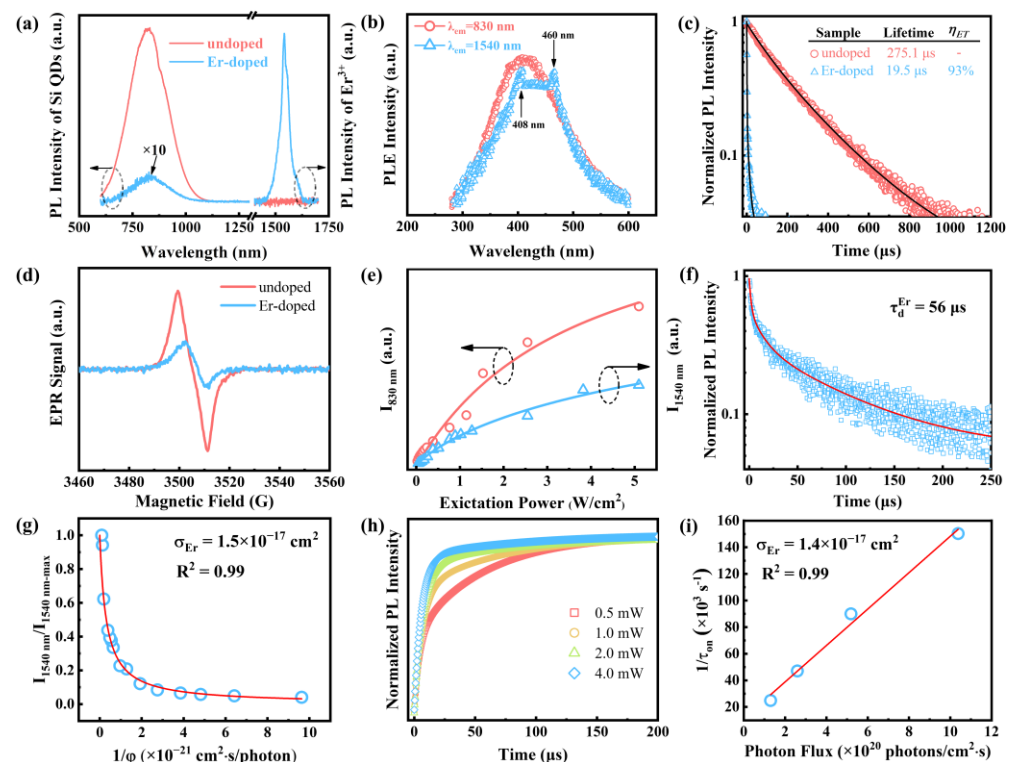 (a)
undoped
Er-doped
×10
PL Intensity of Si QDs (a.u.)
PL Intensity of Er³⁺ (a.u.)
500 750 1000 1250 1500 1750
Wavelength (nm)
(b)
λem=830 nm
λem=1540 nm
460 nm
408 nm
PLE Intensity (a.u.)
200 300 400 500 600
Wavelength (nm)
(c)
Sample Lifetime ηET
undoped 275.1 μs -
Er-doped 19.5 μs 93%
Normalized PL Intensity
1
0.1
0 200 400 600 800 1000 1200
Time (μs)
(d)
undoped
Er-doped
EPR Signal (a.u.)
3460 3480 3500 3520 3540 3560
Magnetic Field (G)
(e)
I830 nm (a.u.)
I1540 nm (a.u.)
0 1 2 3 4 5
Exictation Power (W/cm²)
(f)
τdEr = 56 μs
Normalized PL Intensity
1
0.1
0 50 100 150 200 250
Time (μs)
(g)
σEr = 1.5×10⁻¹⁷ cm²
R² = 0.99
I1540 nm/I1540 nm-max
1.0
0.8
0.6
0.4
0.2
0.0
0 2 4 6 8 10
1/φ (×10⁻²¹ cm²·s/photon)
(h)
0.5 mW
1.0 mW
2.0 mW
4.0 mW
Normalized PL Intensity
0 50 100 150 200
Time (μs)
(i)
σEr = 1.4×10⁻¹⁷ cm²
R² = 0.99
1/τon (×10³ s⁻¹)
160
140
120
100
80
60
40
20
0 2 4 6 8 10 12
Photon Flux (×10²⁰ photons/cm²·s)